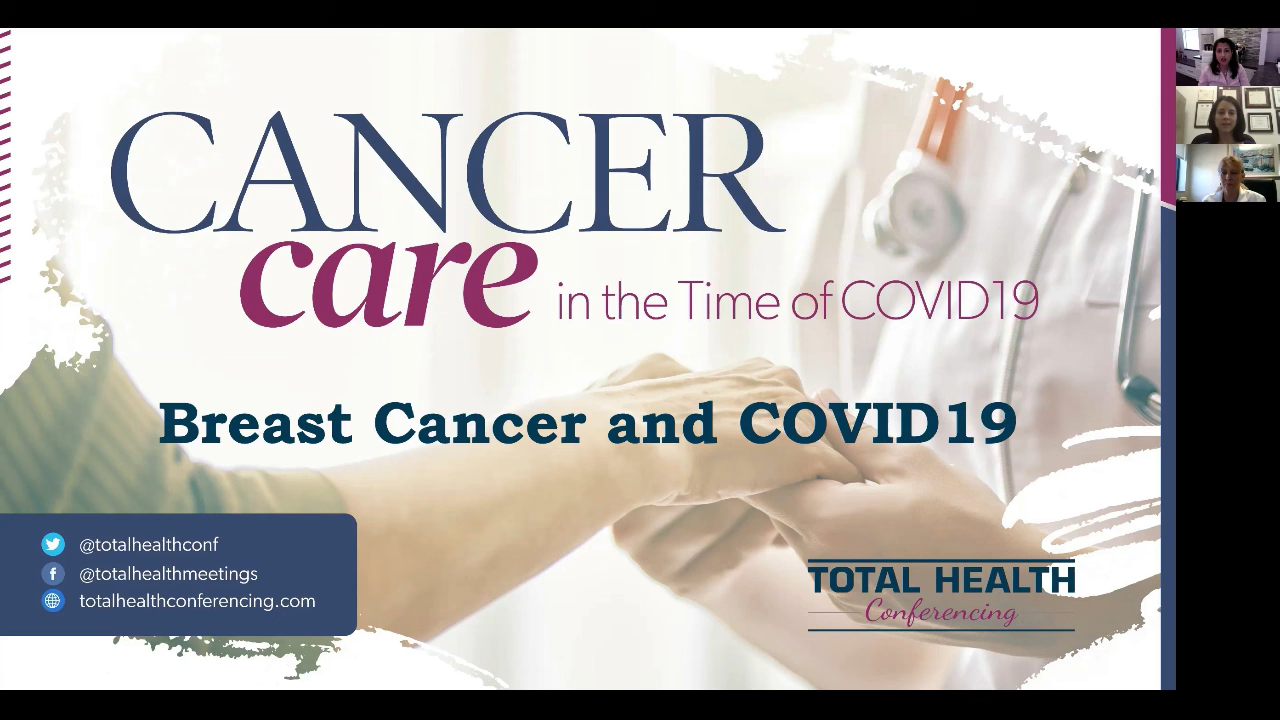 CANCER
care in the Time of COVID19
Breast Cancer and COVID19
@totalhealthconf
@totalhealthmeetings
totalhealthconferencing.com
TOTAL HEALTH
Conferencing